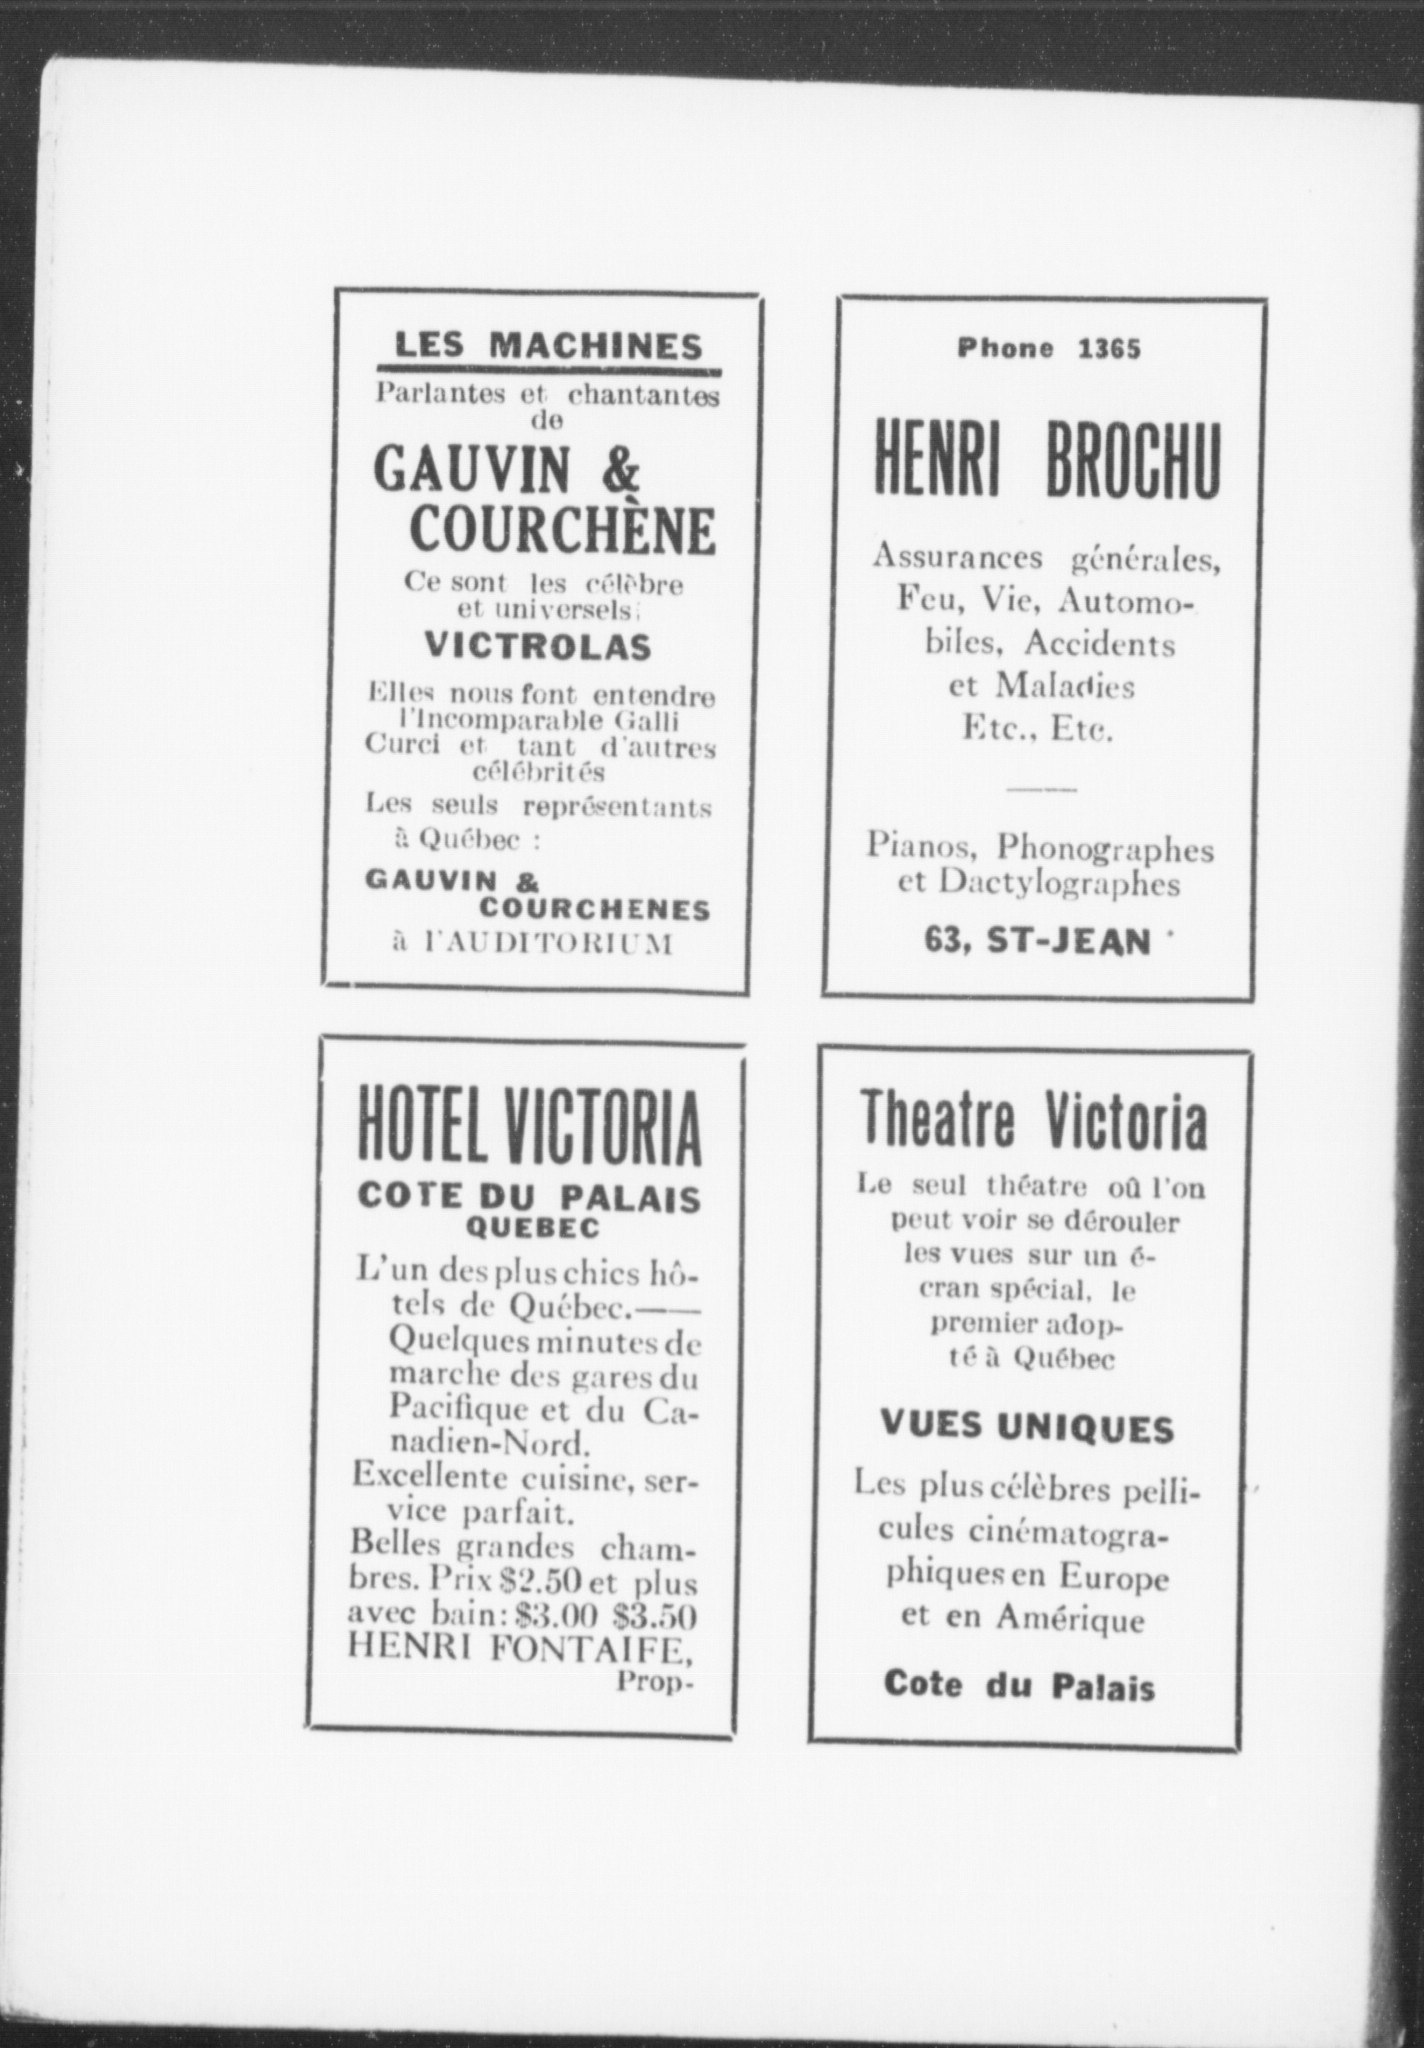 LES MACHINES
Parlantes et chantantes
de
GAUVIN &
COURCHÈNE
Ce sont les célèbre
et universels
VICTROLAS
Elles nous font entendre
l'Incomparable Galli
Curci et tant d'autres
célébrités
Les seuls représentants
à Québec :
GAUVIN &
COURCHENES
à l'AUDITORIUM
Phone 1365
HENRI BROCHU
Assurances générales,
Feu, Vie, Automo-
biles, Accidents
et Maladies
Etc., Etc.
Pianos, Phonographes
et Dactylographes
63, ST-JEAN
HOTEL VICTORIA
COTE DU PALAIS
QUEBEC
L'un des plus chics hô-
tels de Québec.——
Quelques minutes de
marche des gares du
Pacifique et du Ca-
nadien-Nord.
Excellente cuisine, ser-
vice parfait.
Belles grandes cham-
bres. Prix $2.50 et plus
avec bain: $3.00 $3.50
HENRI FONTAIFE,
Prop-
Theatre Victoria
Le seul théatre oû l'on
peut voir se dérouler
les vues sur un é-
cran spécial, le
premier adop-
té à Québec
VUES UNIQUES
Les plus célèbres pelli-
cules cinématogra-
phiques en Europe
et en Amérique
Cote du Palais